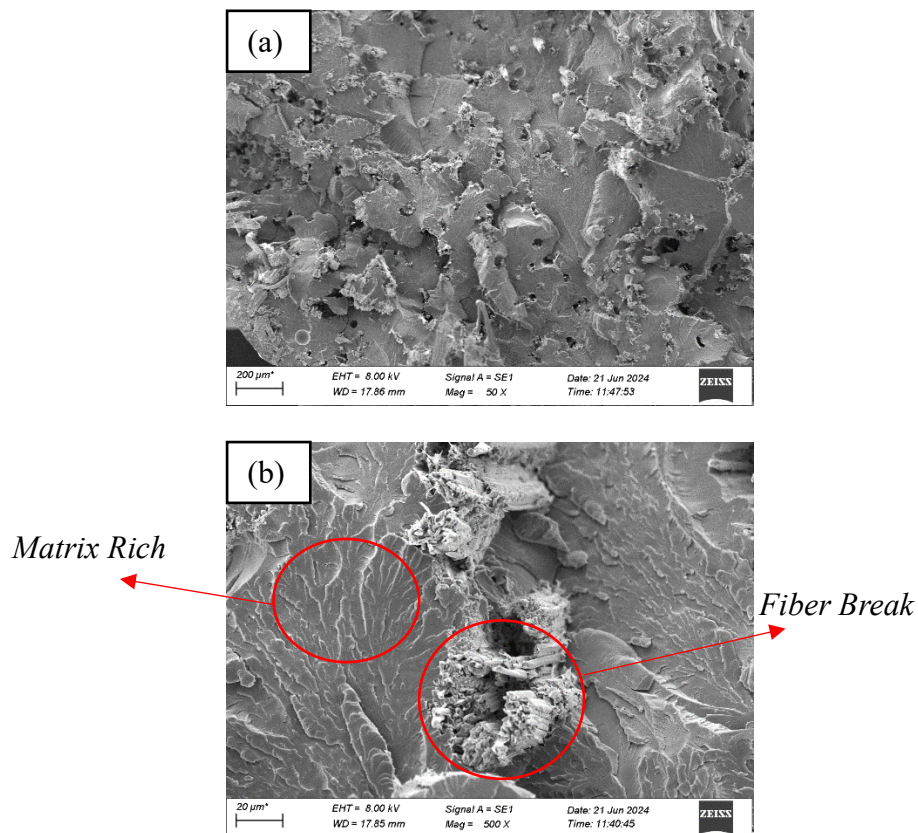 (a)
200 µm*
EHT = 8.00 kV
WD = 17.86 mm
Signal A = SE1
Mag = 50 X
Date: 21 Jun 2024
Time: 11:47:53
ZEISS
(b)
Matrix Rich
Fiber Break
20 µm*
EHT = 8.00 kV
WD = 17.85 mm
Signal A = SE1
Mag = 500 X
Date: 21 Jun 2024
Time: 11:40:45
ZEISS